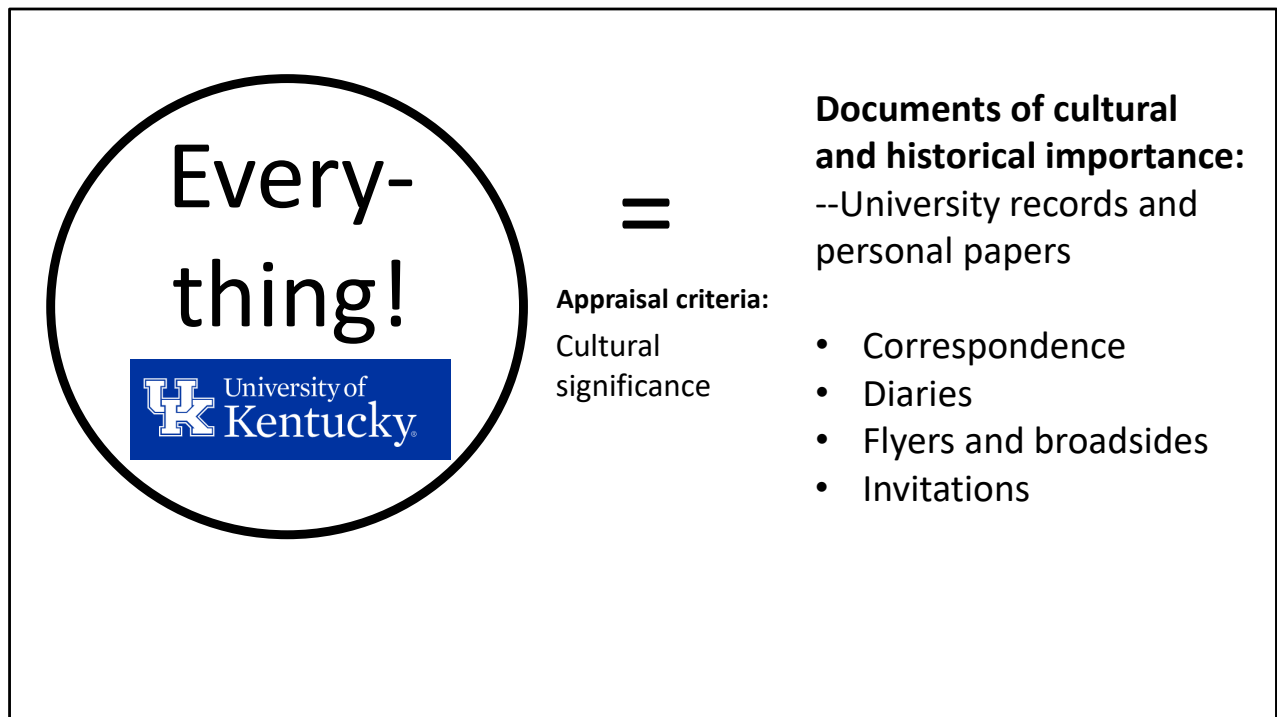 Every-
thing!
UK University of
Kentucky®
=
Appraisal criteria:
Cultural
significance
Documents of cultural
and historical importance:
--University records and
personal papers
• Correspondence
• Diaries
• Flyers and broadsides
• Invitations